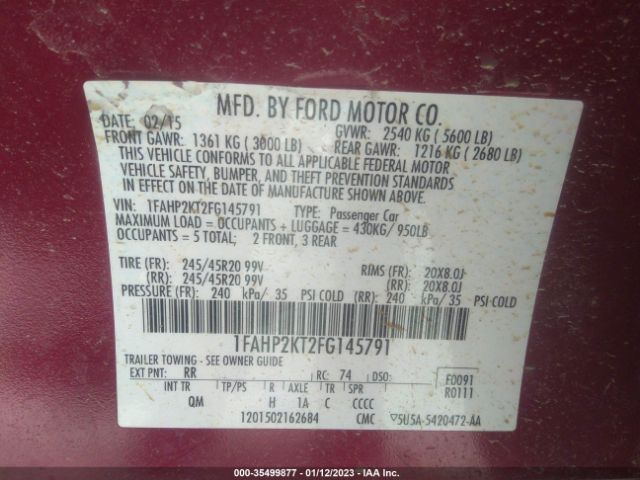 MFD. BY FORD MOTOR CO.
DATE: 02/15 GVWR: 2540 KG ( 5600 LB)
FRONT GAWR: 1361 KG ( 3000 LB) REAR GAWR: 1216 KG ( 2680 LB)
THIS VEHICLE CONFORMS TO ALL APPLICABLE FEDERAL MOTOR
VEHICLE SAFETY, BUMPER, AND THEFT PREVENTION STANDARDS
IN EFFECT ON THE DATE OF MANUFACTURE SHOWN ABOVE.
VIN: 1FAHP2KT2FG145791 TYPE: Passenger Car
MAXIMUM LOAD = OCCUPANTS + LUGGAGE = 430KG/ 950LB
OCCUPANTS = 5 TOTAL; 2 FRONT, 3 REAR
TIRE (FR): 245/45R20 99V RIMS (FR): 20X8.0J
(RR): 245/45R20 99V (RR): 20X8.0J
PRESSURE (FR): 240 kPa/ 35 PSI COLD (RR): 240 kPa/ 35 PSI COLD
1FAHP2KT2FG145791
TRAILER TOWING - SEE OWNER GUIDE
EXT PNT: RR RC: 74 DSO: F0091
INT TR TP/PS R AXLE TR SPR R0111
QM H 1A C CCCC
1201502162684 CMC 5U5A-5420472-AA
000-35499877 - 01/12/2023 - IAA Inc.